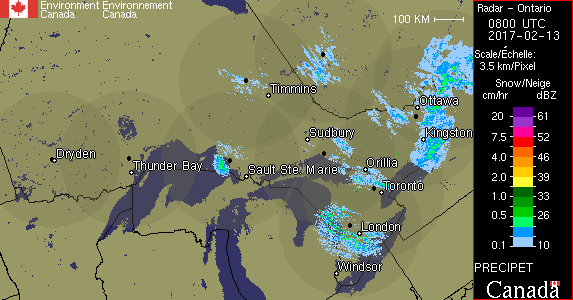 Environment Environnement
Canada Canada
100 KM
Timmins
Ottawa
Sudbury
Kingston
Dryden
Thunder Bay
Sault Ste. Marie
Orillia
Toronto
London
Windsor
Radar - Ontario
0800 UTC
2017-02-13
Scale/Échelle:
3.5 km/Pixel
Snow/Neige
cm/hr dBZ
20 61
7.5 52
4.0 46
2.0 39
1.0 33
0.5 26
0.1 10
PRECIPET
Canada